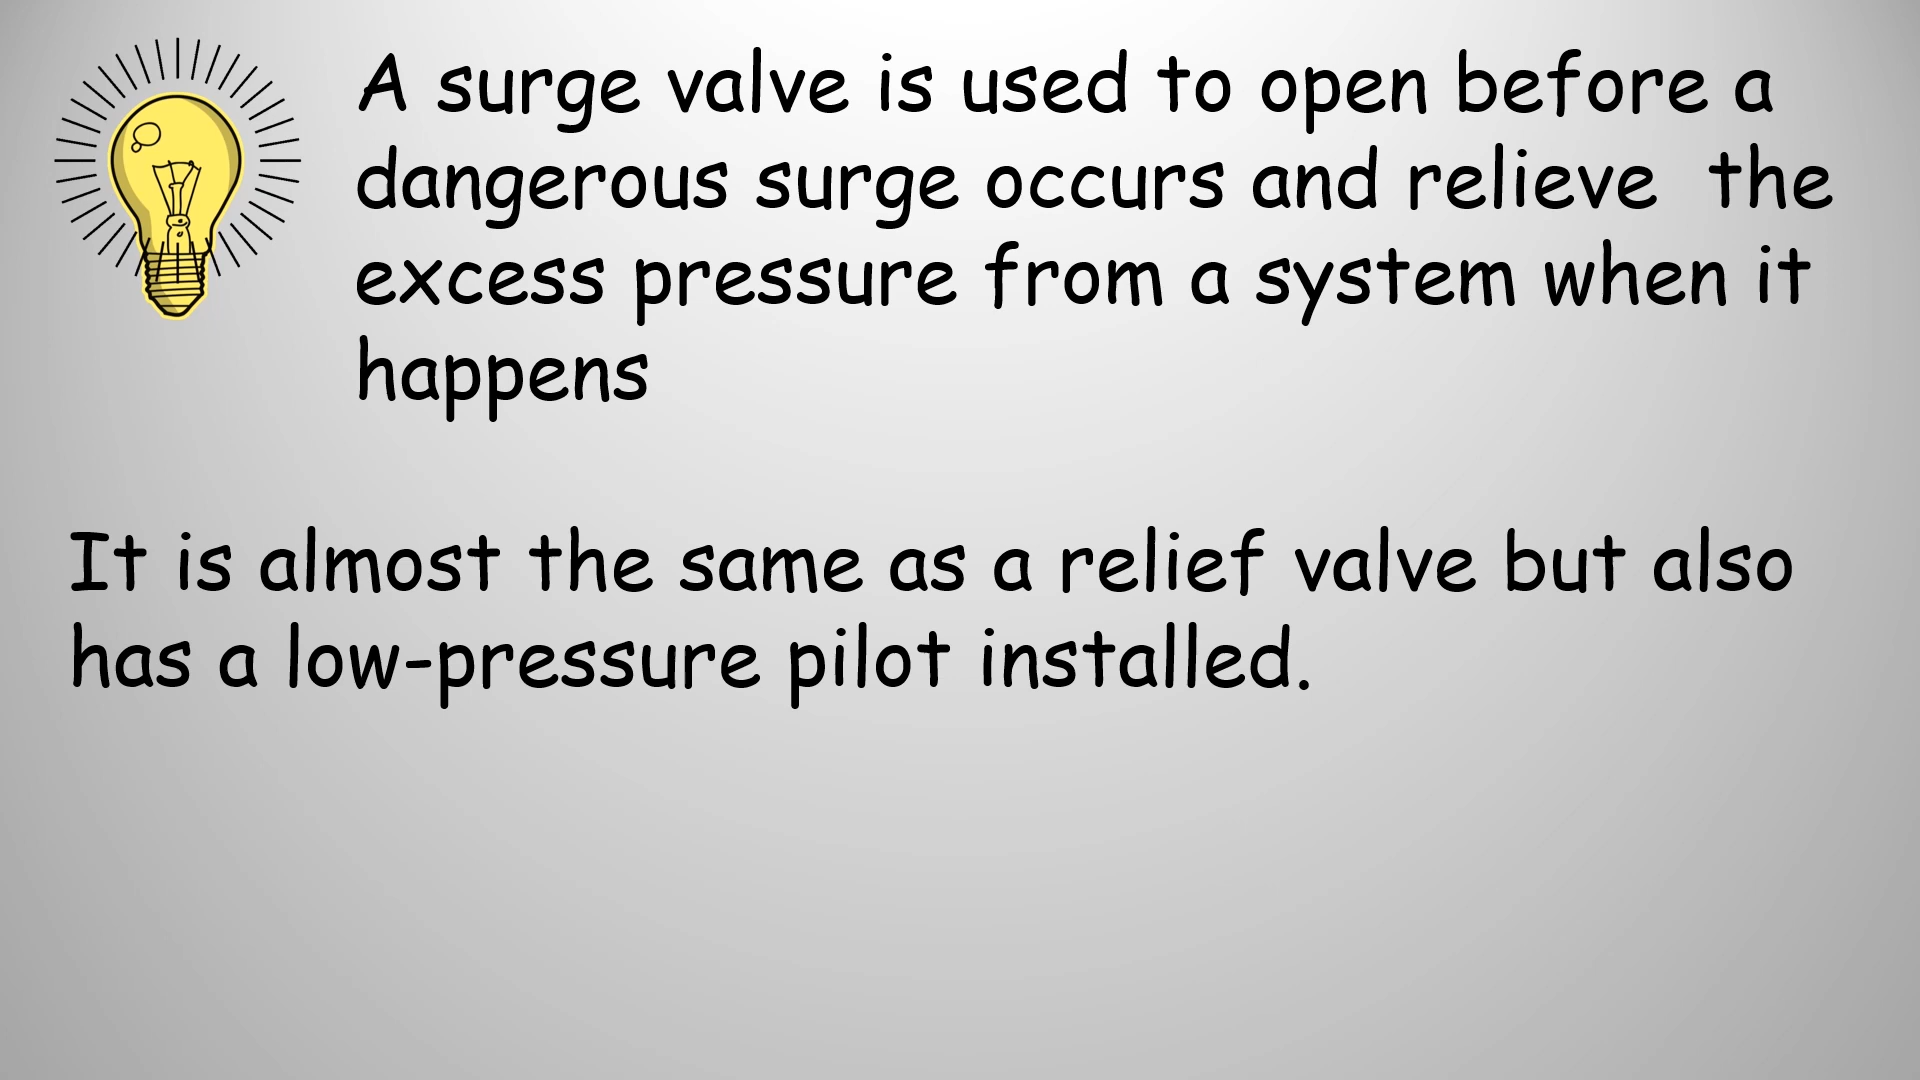 A surge valve is used to open before a
dangerous surge occurs and relieve  the
excess pressure from a system when it
happens
It is almost the same as a relief valve but also
has a low-pressure pilot installed.